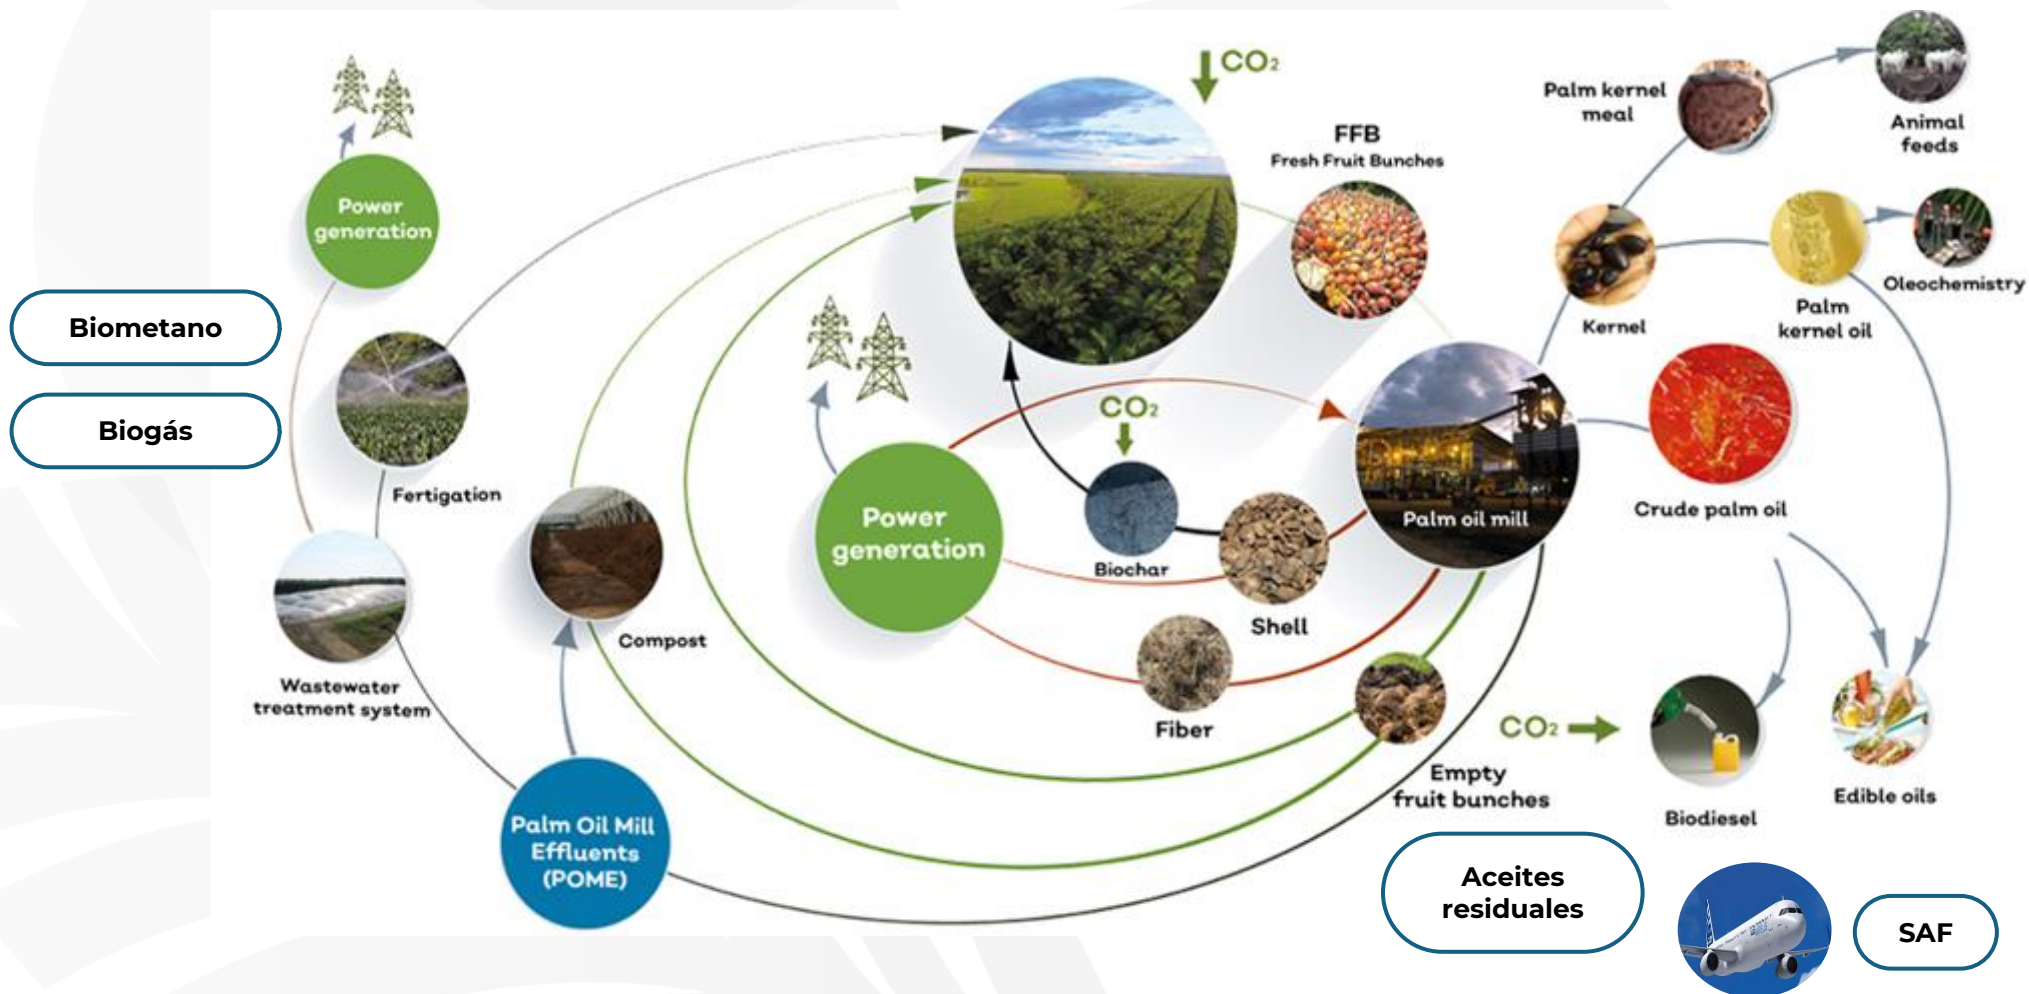 CO₂
Palm kernel
meal
Animal
feeds
FFB
Fresh Fruit Bunches
Power
generation
Biometano
Biogás
Fertigation
Kernel
Palm
kernel oil
Oleochemistry
CO₂
Power
generation
Biochar
Shell
Palm oil mill
Crude palm oil
Compost
Wastewater
treatment system
Fiber
Empty
fruit bunches
CO₂
Biodiesel
Edible oils
Palm Oil Mill
Effluents
(POME)
Aceites
residuales
SAF